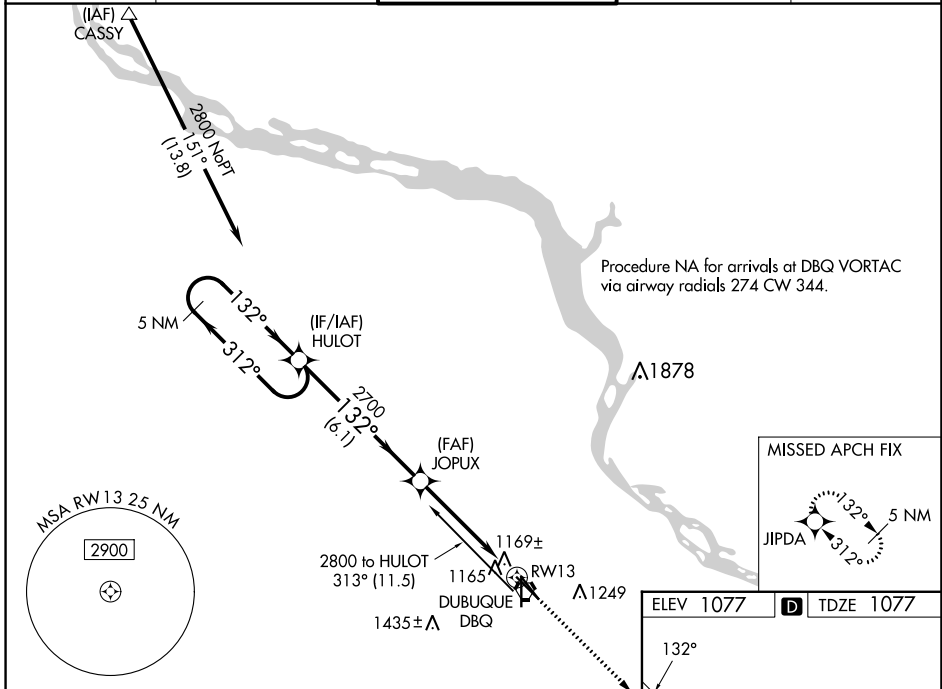 (IAF)
CASSY
2800 NoPT
151°
(13.8)
Procedure NA for arrivals at DBQ VORTAC
via airway radials 274 CW 344.
5 NM
132°
312°
(IF/IAF)
HULOT
1878
2700
132°
(6.1)
(FAF)
JOPUX
MISSED APCH FIX
132°
5 NM
JIPDA
312°
MSA RW13 25 NM
2900
2800 to HULOT
313° (11.5)
1169±
1165
RW13
DUBUQUE
DBQ
1249
1435±
ELEV 1077
D
TDZE 1077
132°